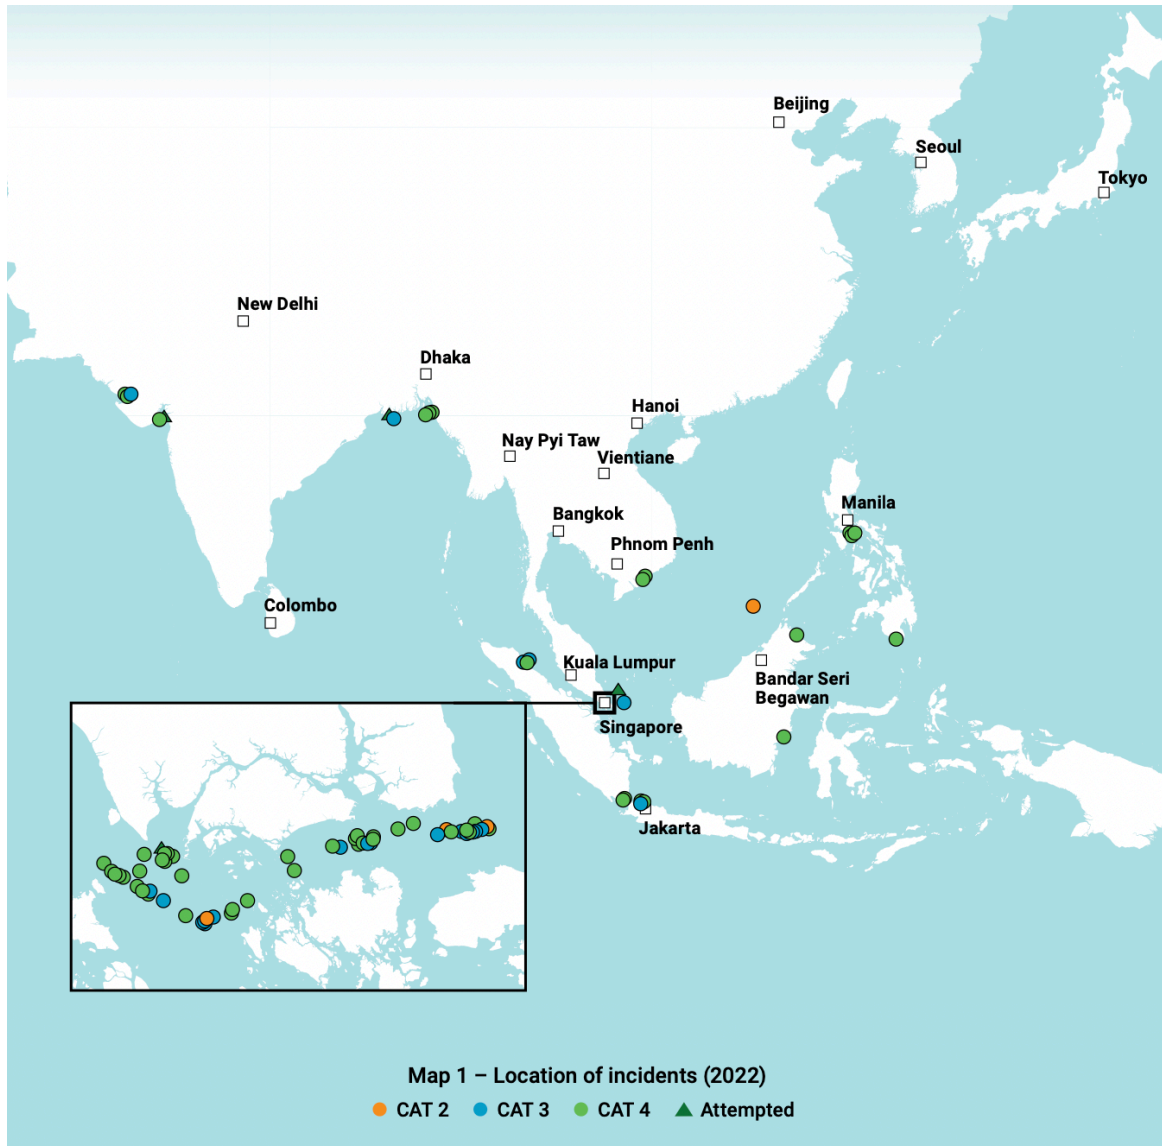 Beijing
Seoul
Tokyo
New Delhi
Dhaka
Hanoi
Nay Pyi Taw
Vientiane
Manila
Bangkok
Phnom Penh
Colombo
Kuala Lumpur
Bandar Seri
Begawan
Singapore
Jakarta
Map 1 – Location of incidents (2022)
CAT 2 CAT 3 CAT 4 Attempted